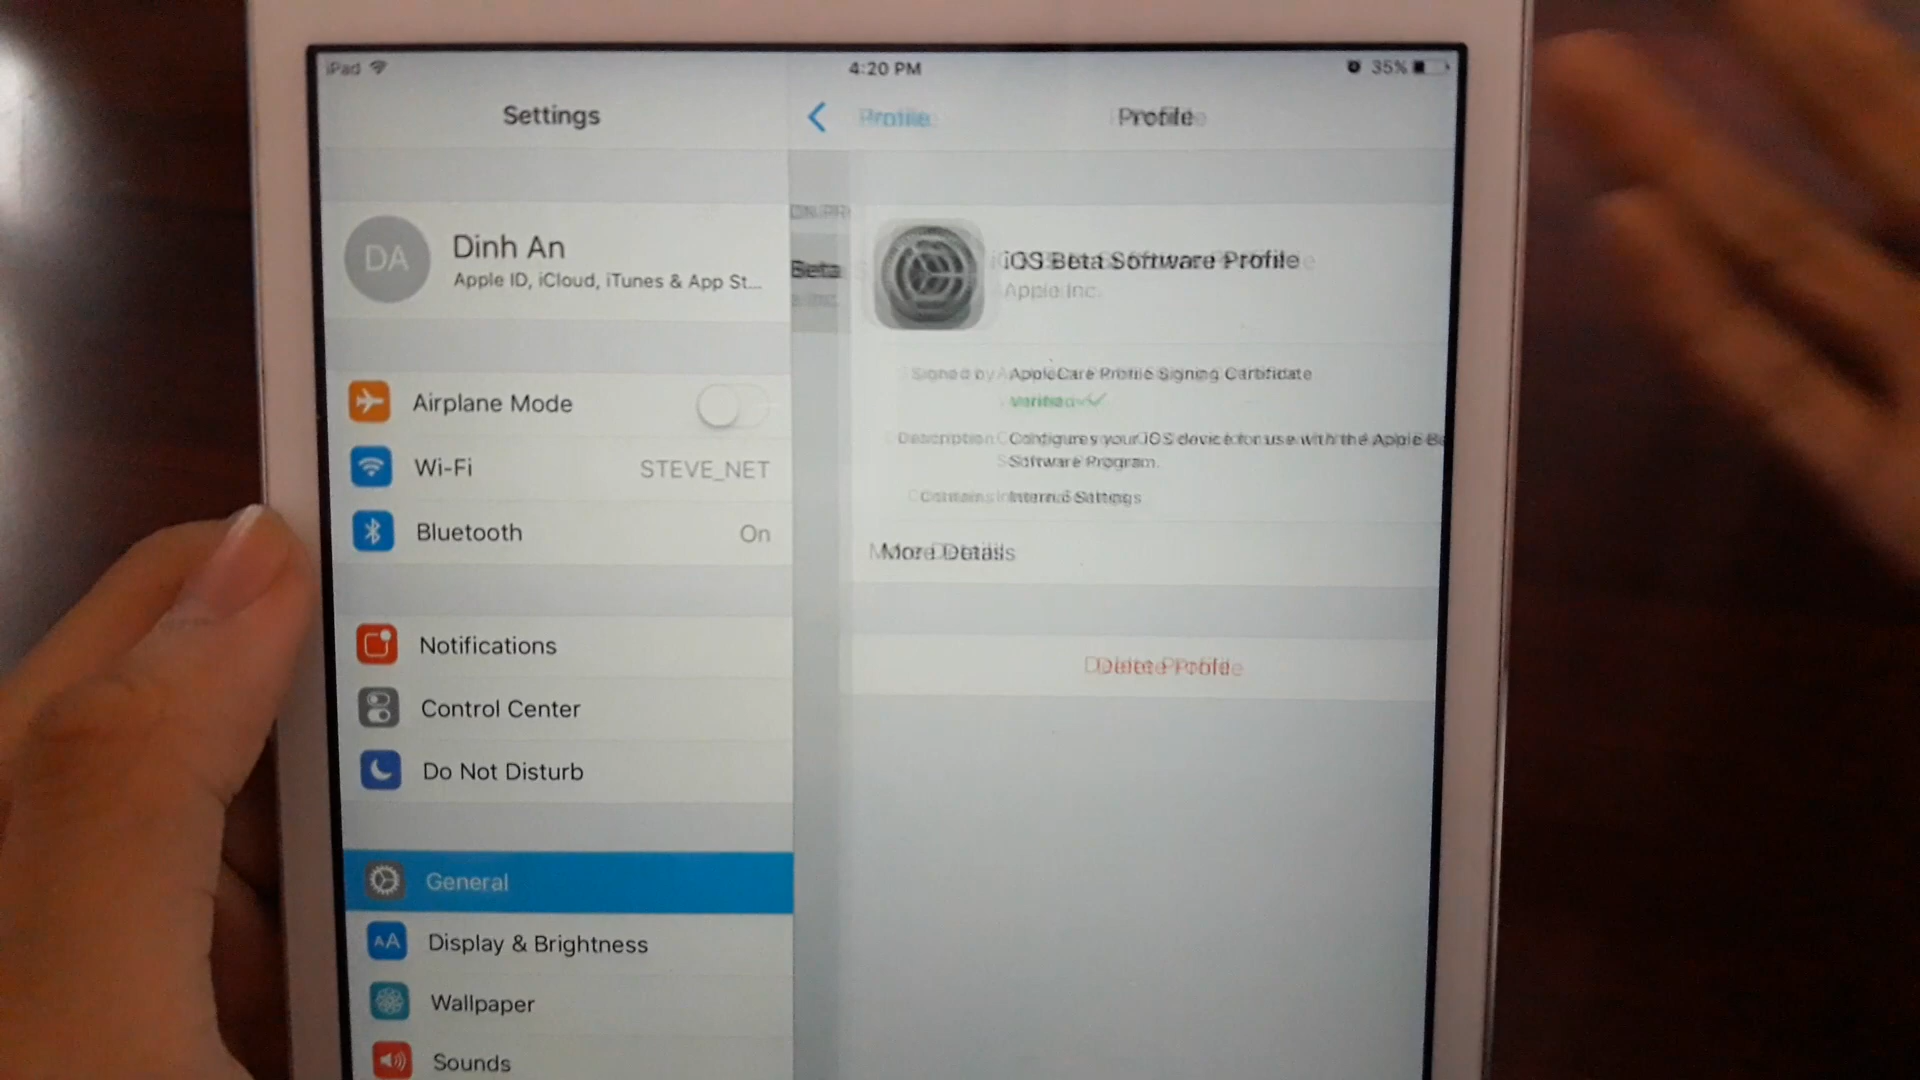 iPad
4:20 PM
35%
Settings
Profile
Profile
DA
Dinh An
Apple ID, iCloud, iTunes & App St...
Beta
iOS Beta Software Profile
Apple Inc.
Airplane Mode
Signed by AppleCare Profile Signing Certificate
Verified
Wi-Fi
STEVE_NET
Description Configures your iOS device for use with the Apple Be
Software Program.
Contains Internal Settings
Bluetooth
On
More Details
Notifications
Delete Profile
Control Center
Do Not Disturb
General
AA
Display & Brightness
Wallpaper
Sounds